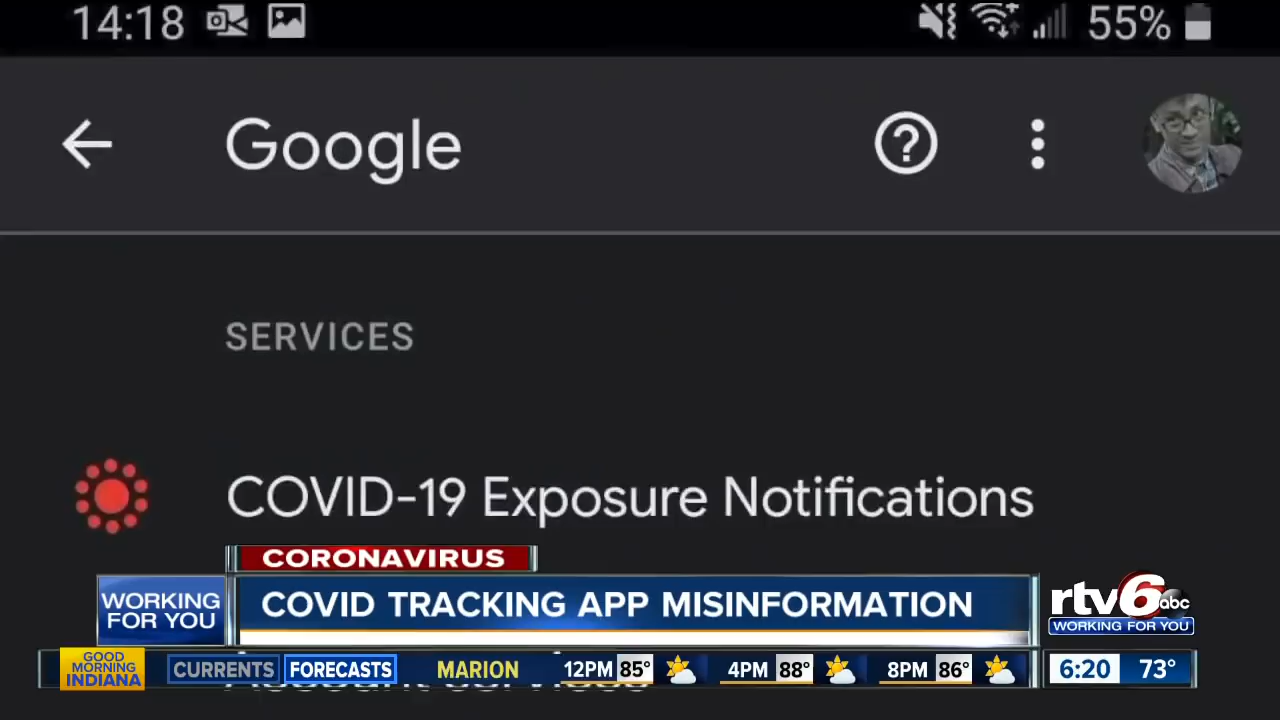 14:18
55%
Google
SERVICES
COVID-19 Exposure Notifications
CORONAVIRUS
WORKING
FOR YOU
COVID TRACKING APP MISINFORMATION
rtv6 abc
WORKING FOR YOU
GOOD
MORNING
INDIANA
CURRENTS FORECASTS MARION 12PM 85° 4PM 88° 8PM 86°
6:20 73°